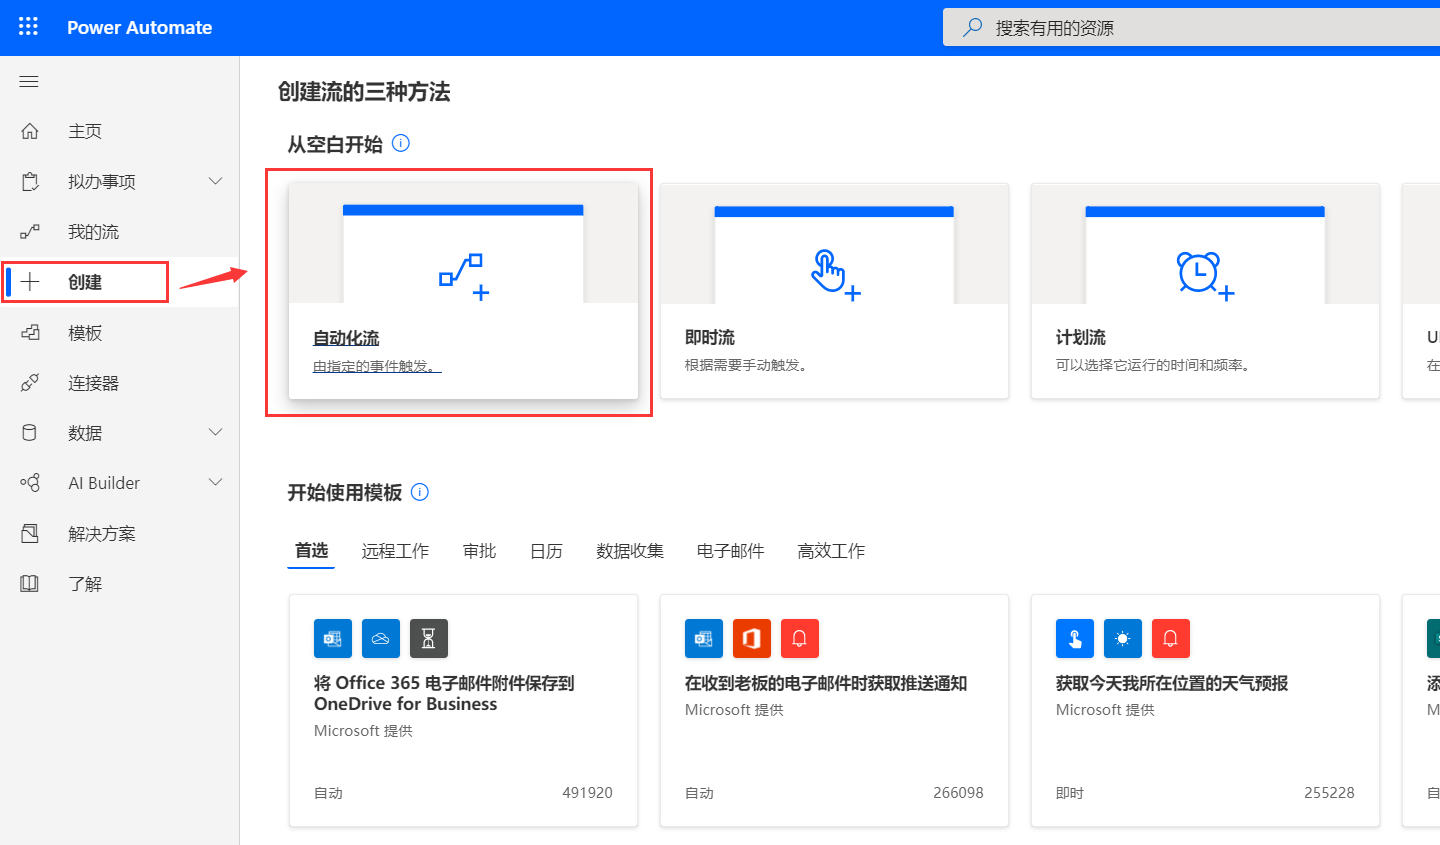 Power Automate
搜索有用的资源
主页
拟办事项
我的流
创建
模板
连接器
数据
AI Builder
解决方案
了解
创建流的三种方法
从空白开始
自动化流
由指定的事件触发。
即时流
根据需要手动触发。
计划流
可以选择它运行的时间和频率。
U
在
开始使用模板
首选 远程工作 审批 日历 数据收集 电子邮件 高效工作
将 Office 365 电子邮件附件保存到
OneDrive for Business
Microsoft 提供
自动 491920
在收到老板的电子邮件时获取推送通知
Microsoft 提供
自动 266098
获取今天我所在位置的天气预报
Microsoft 提供
即时 255228
添
M
自